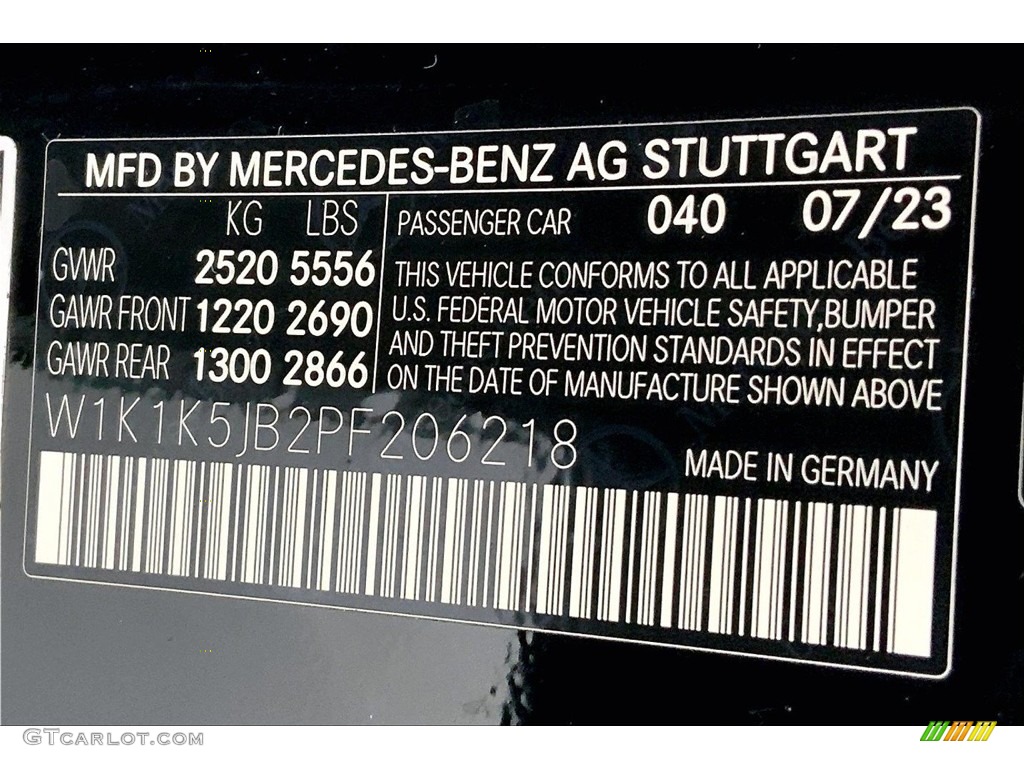 MFD BY MERCEDES-BENZ AG STUTTGART
KG LBS
GVWR 2520 5556
GAWR FRONT 1220 2690
GAWR REAR 1300 2866
PASSENGER CAR 040 07/23
THIS VEHICLE CONFORMS TO ALL APPLICABLE
U.S. FEDERAL MOTOR VEHICLE SAFETY,BUMPER
AND THEFT PREVENTION STANDARDS IN EFFECT
ON THE DATE OF MANUFACTURE SHOWN ABOVE
W1K1K5JB2PF206218
MADE IN GERMANY
GTCARLOT.COM